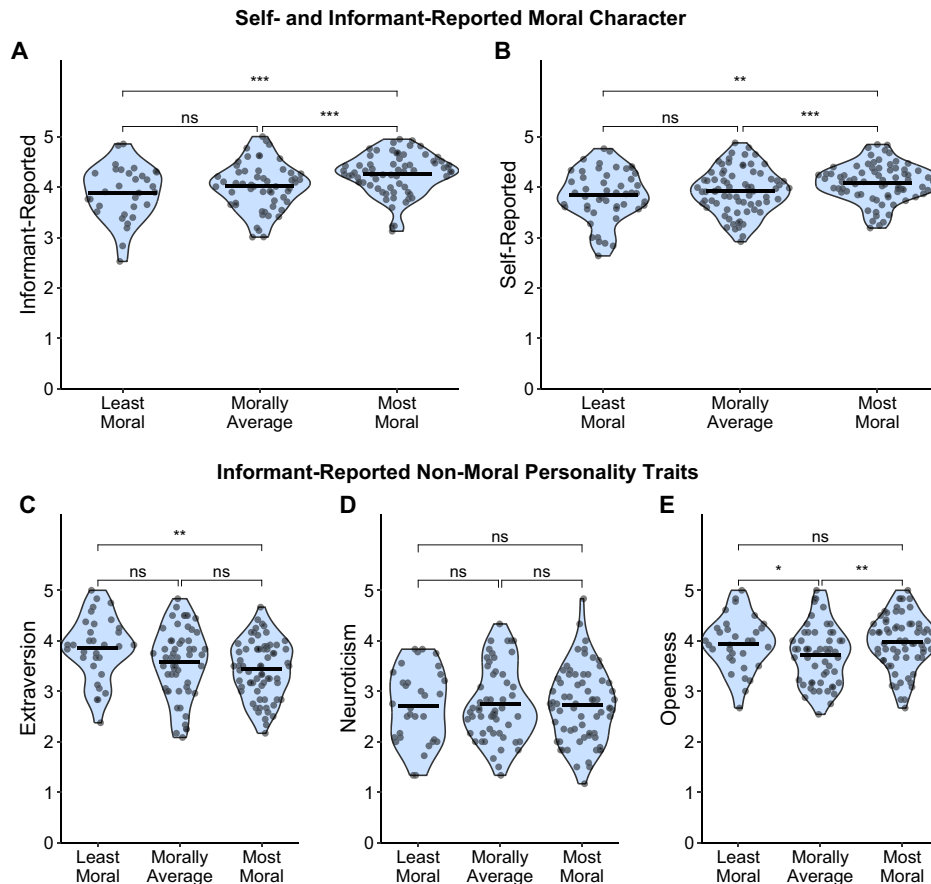 Self- and Informant-Reported Moral Character
A
B
Informant-Reported
5
4
3
2
1
0
***
ns
***
Least
Moral
Morally
Average
Most
Moral
Self-Reported
5
4
3
2
1
0
**
ns
***
Least
Moral
Morally
Average
Most
Moral
Informant-Reported Non-Moral Personality Traits
C
D
E
Extraversion
5
4
3
2
1
0
**
ns
ns
Least
Moral
Morally
Average
Most
Moral
Neuroticism
5
4
3
2
1
0
ns
ns
ns
Least
Moral
Morally
Average
Most
Moral
Openness
5
4
3
2
1
0
ns
*
**
Least
Moral
Morally
Average
Most
Moral